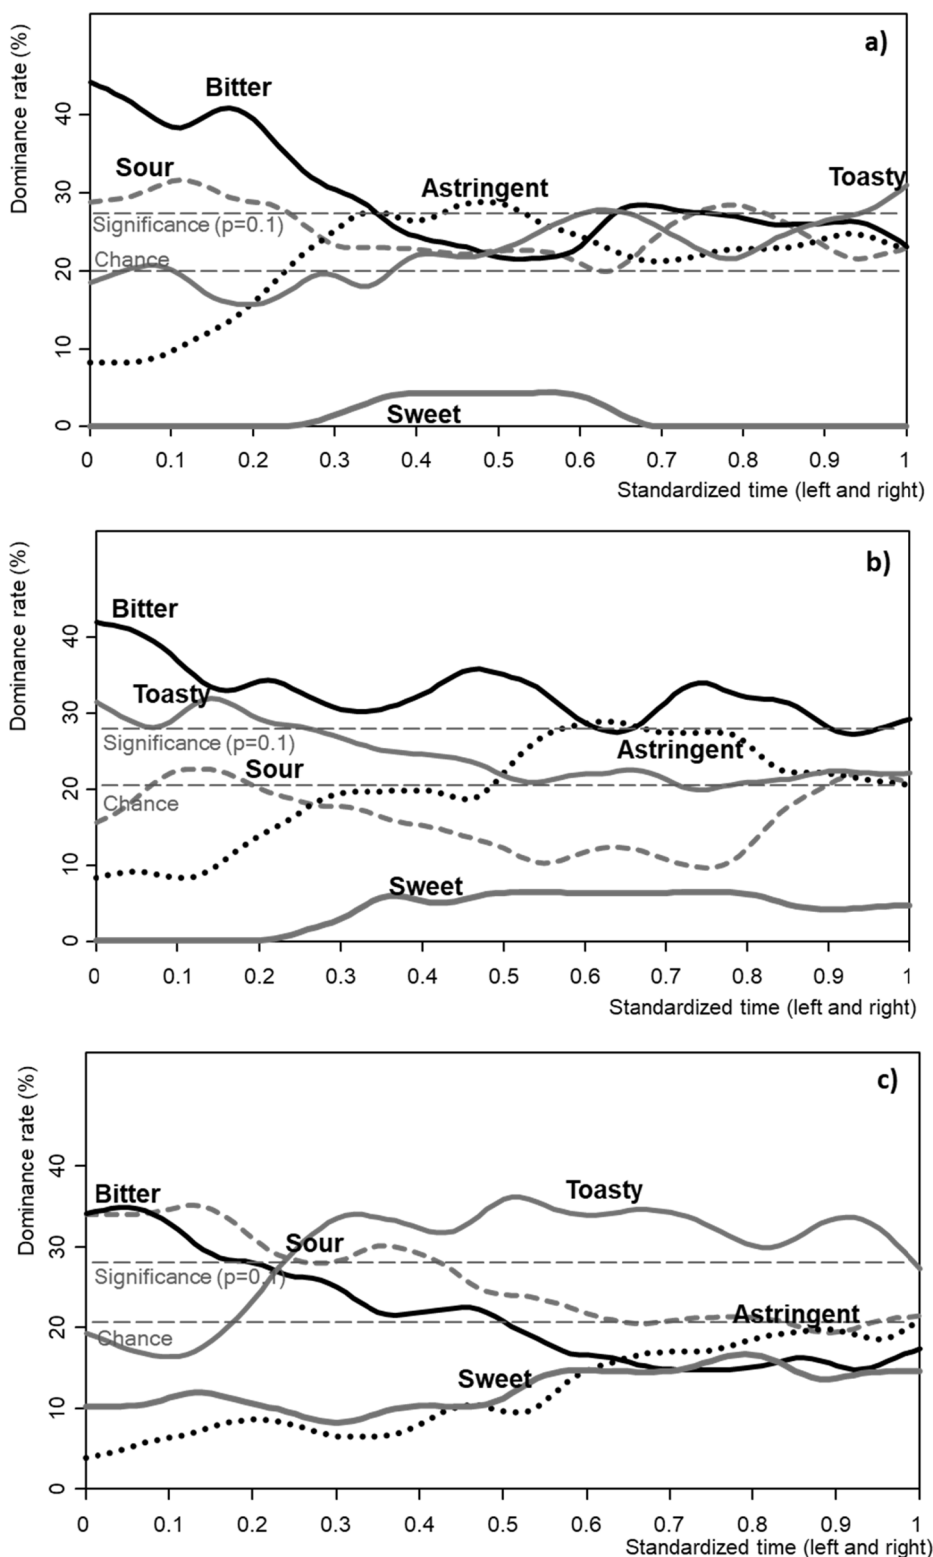 a)
Dominance rate (%)
40
30
20
10
0
Bitter
Sour
Astringent
Toasty
Significance (p=0.1)
Chance
Sweet
0 0.1 0.2 0.3 0.4 0.5 0.6 0.7 0.8 0.9 1
Standardized time (left and right)
b)
Dominance rate (%)
40
30
20
10
0
Bitter
Toasty
Significance (p=0.1)
Astringent
Sour
Chance
Sweet
0 0.1 0.2 0.3 0.4 0.5 0.6 0.7 0.8 0.9 1
Standardized time (left and right)
c)
Dominance rate (%)
40
30
20
10
0
Bitter
Toasty
Sour
Significance (p=0.1)
Astringent
Chance
Sweet
0 0.1 0.2 0.3 0.4 0.5 0.6 0.7 0.8 0.9 1
Standardized time (left and right)